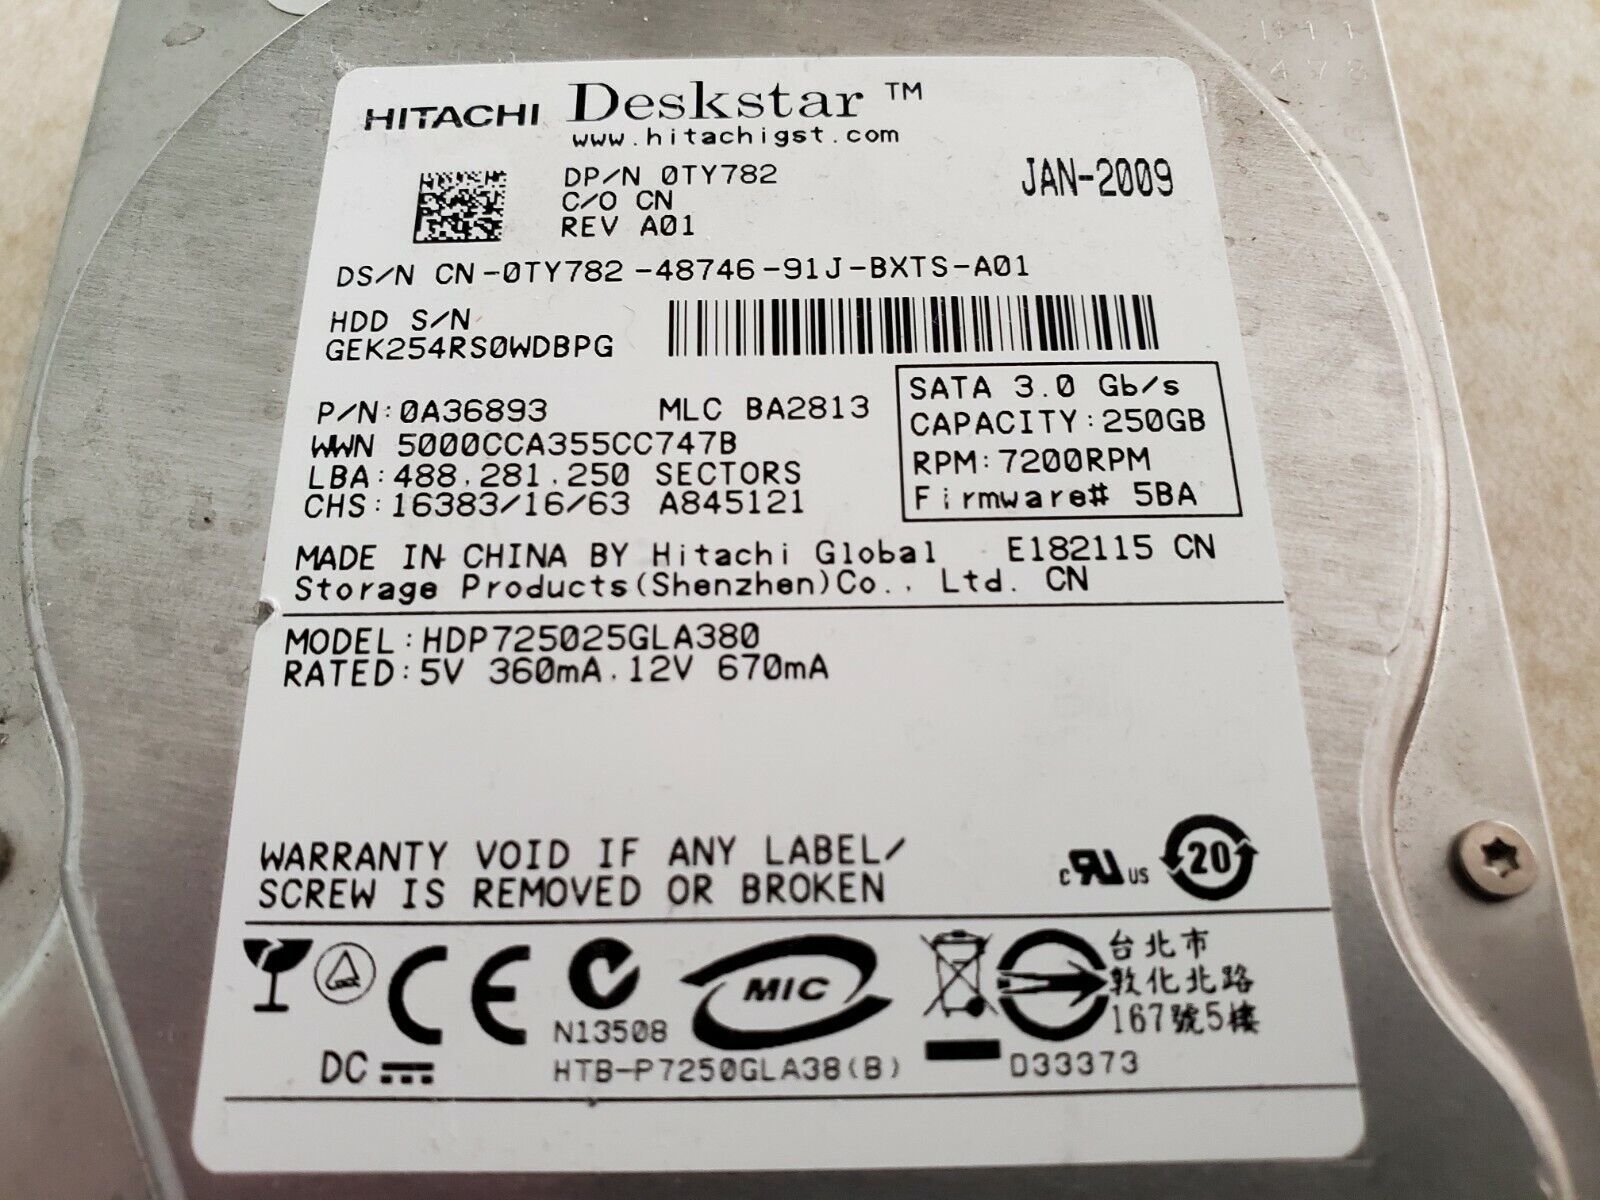 HITACHI Deskstar ™
www.hitachigst.com
DP/N 0TY782
C/O CN
REV A01
JAN-2009
DS/N CN-0TY782-48746-91J-BXTS-A01
HDD S/N
GEK254RS0WDBPG
P/N:0A36893 MLC BA2813
WWN 5000CCA355CC747B
LBA:488,281,250 SECTORS
CHS:16383/16/63 A845121
SATA 3.0 Gb/s
CAPACITY:250GB
RPM:7200RPM
Firmware# 5BA
MADE IN CHINA BY Hitachi Global E182115 CN
Storage Products(Shenzhen)Co., Ltd. CN
MODEL:HDP725025GLA380
RATED:5V 360mA, 12V 670mA
WARRANTY VOID IF ANY LABEL/
SCREW IS REMOVED OR BROKEN
c RU US 20
CE N13508 MIC
台北市
敦化北路
167號5樓
DC HTB-P7250GLA38(B) D33373